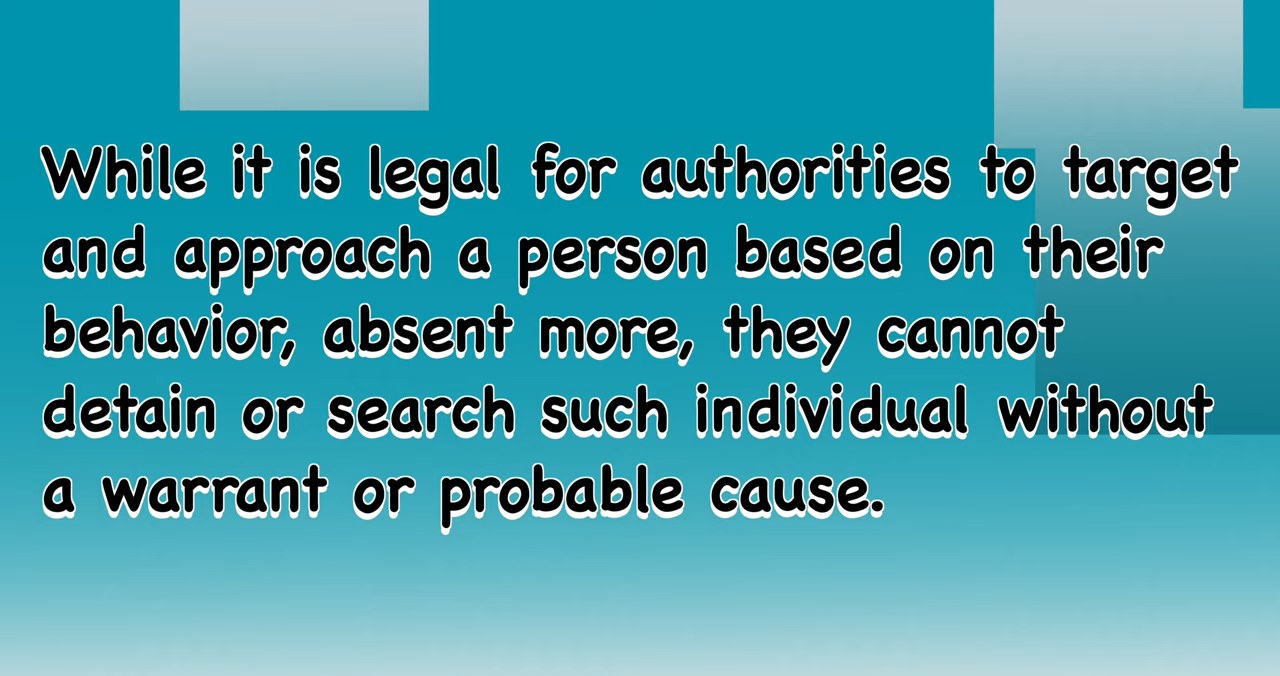 While it is legal for authorities to target
and approach a person based on their
behavior, absent more, they cannot
detain or search such individual without
a warrant or probable cause.